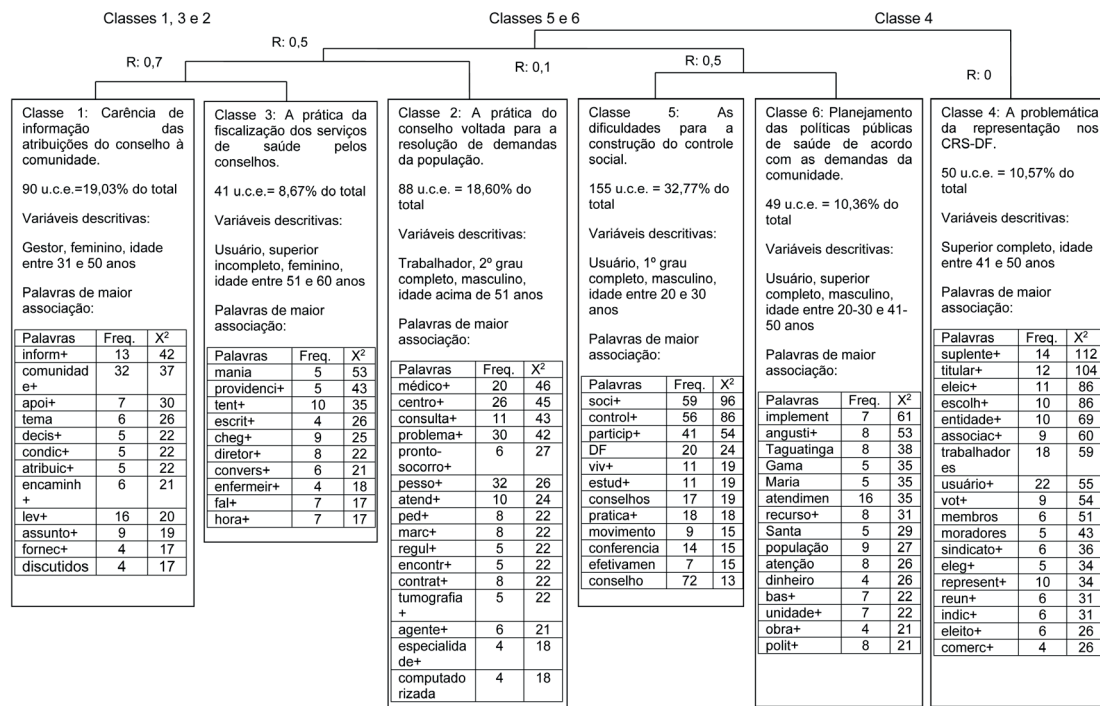 Classes 1, 3 e 2
Classes 5 e 6
Classe 4
R: 0,5
R: 0,7
R: 0,1
R: 0,5
R: 0
Classe 1: Carência de
informação das
atribuições do conselho à
comunidade.
90 u.c.e.=19,03% do total
Variáveis descritivas:
Gestor, feminino, idade
entre 31 e 50 anos
Palavras de maior
associação:
Palavras Freq. X²
inform+ 13 42
comunidad
e+ 32 37
apoi+ 7 30
tema 6 26
decis+ 5 22
condic+ 5 22
atribuic+ 5 22
encaminh
+ 6 21
lev+ 16 20
assunto+ 9 19
fornec+ 4 17
discutidos 4 17
Classe 3: A prática da
fiscalização dos serviços
de saúde pelos
conselhos.
41 u.c.e.= 8,67% do total
Variáveis descritivas:
Usuário, superior
incompleto, feminino,
idade entre 51 e 60 anos
Palavras de maior
associação:
Palavras Freq. X²
mania 5 53
providenci+ 5 43
tent+ 10 35
escrit+ 4 26
cheg+ 9 25
diretor+ 8 22
convers+ 6 21
enfermeir+ 4 18
fal+ 7 17
hora+ 7 17
Classe 2: A prática do
conselho voltada para a
resolução de demandas
da população.
88 u.c.e. = 18,60% do
total
Variáveis descritivas:
Trabalhador, 2º grau
completo, masculino,
idade acima de 51 anos
Palavras de maior
associação:
Palavras Freq. X²
médico+ 20 46
centro+ 26 45
consulta+ 11 43
problema+ 30 42
pronto-
socorro+ 6 27
pesso+ 32 26
atend+ 10 24
ped+ 8 22
marc+ 8 22
regul+ 5 22
encontr+ 5 22
contrat+ 8 22
tumografia
+ 5 22
agente+ 6 21
especialida
de+ 4 18
computado
rizada 4 18
Classe 5: As
dificuldades para a
construção do controle
social.
155 u.c.e. = 32,77% do
total
Variáveis descritivas:
Usuário, 1º grau
completo, masculino,
idade entre 20 e 30
anos
Palavras de maior
associação:
Palavras Freq. X²
soci+ 59 96
control+ 56 86
particip+ 41 54
DF 20 24
viv+ 11 19
estud+ 11 19
conselhos 17 19
pratica+ 18 18
movimento 9 15
conferencia 14 15
efetivamen 7 15
conselho 72 13
Classe 6: Planejamento
das políticas públicas
de saúde de acordo
com as demandas da
comunidade.
49 u.c.e. = 10,36% do
total
Variáveis descritivas:
Usuário, superior
completo, masculino,
idade entre 20-30 e 41-
50 anos
Palavras de maior
associação:
Palavras Freq. X²
implement 7 61
angusti+ 8 53
Taguatinga 8 38
Gama 5 35
Maria 5 35
atendimen 16 35
recurso+ 8 31
Santa 5 29
população 9 27
atenção 8 26
dinheiro 4 26
bas+ 7 22
unidade+ 7 22
obra+ 4 21
polit+ 8 21
Classe 4: A problemática
da representação nos
CRS-DF.
50 u.c.e. = 10,57% do
total
Variáveis descritivas:
Superior completo, idade
entre 41 e 50 anos
Palavras de maior
associação:
Palavras Freq. X²
suplente+ 14 112
titular+ 12 104
eleic+ 11 86
escolh+ 10 86
entidade+ 10 69
associac+ 9 60
trabalhador
es 18 59
usuário+ 22 55
vot+ 9 54
membros 6 51
moradores 5 43
sindicato+ 6 36
eleg+ 5 34
represent+ 10 34
reun+ 6 31
indic+ 6 31
eleito+ 6 26
comerc+ 4 26